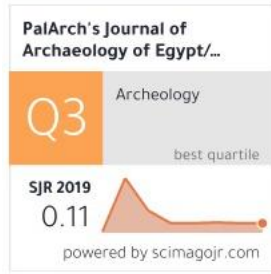 PalArch's Journal of
Archaeology of Egypt/...
Q3
Archeology
best quartile
SJR 2019
0.11
powered by scimagojr.com